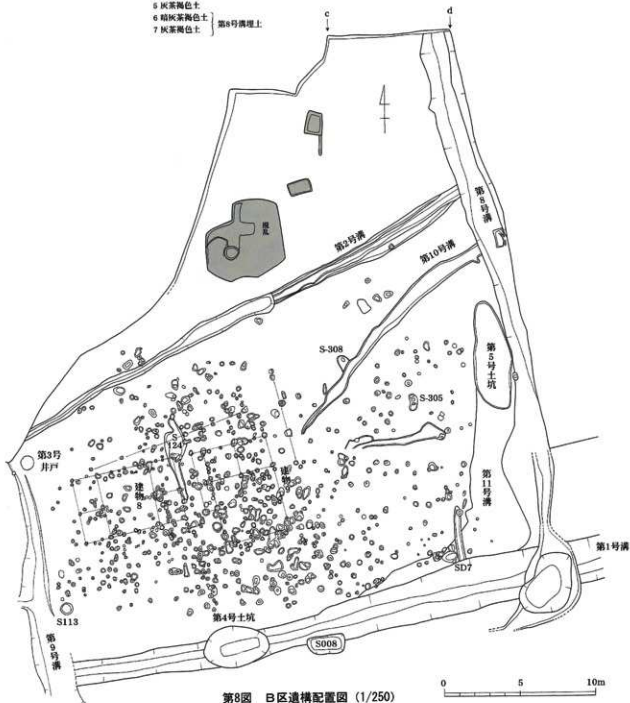 5 灰茶褐色土
6 暗灰茶褐色土
7 灰茶褐色土
第8号溝埋土
c
d
4
第8号溝
撹乱
第2号溝
第10号溝
S-308
第5号土坑
S-305
S-124
第3号井戸
建物8
建物
第11号溝
第1号溝
SD7
S113
第4号土坑
S008
第9号溝
第8図 B区遺構配置図 (1/250)
0 5 10m